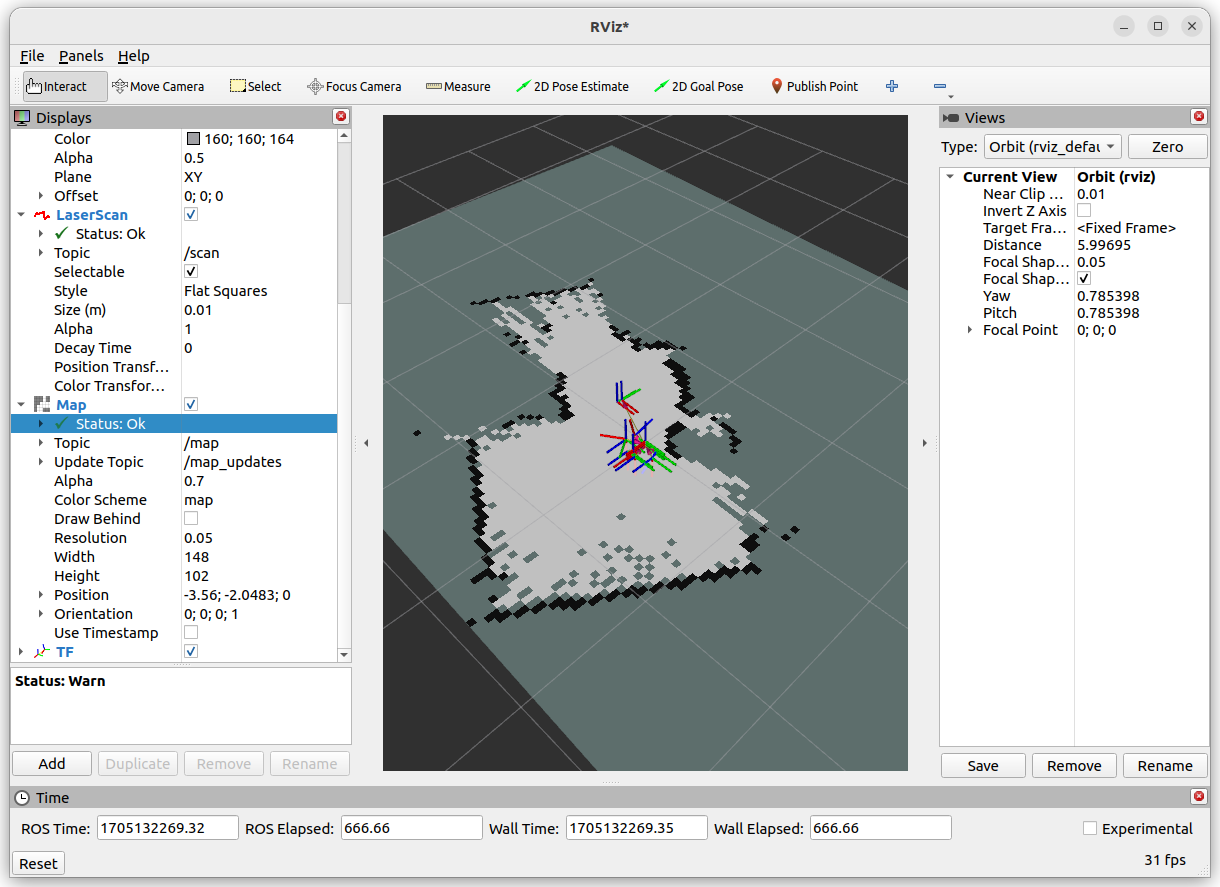 RViz*
File Panels Help
Interact Move Camera Select Focus Camera Measure 2D Pose Estimate 2D Goal Pose Publish Point
Displays
Color 160; 160; 164
Alpha 0.5
Plane XY
Offset 0; 0; 0
LaserScan
Status: Ok
Topic /scan
Selectable
Style Flat Squares
Size (m) 0.01
Alpha 1
Decay Time 0
Position Transf...
Color Transfor...
Map
Status: Ok
Topic /map
Update Topic /map_updates
Alpha 0.7
Color Scheme map
Draw Behind
Resolution 0.05
Width 148
Height 102
Position -3.56; -2.0483; 0
Orientation 0; 0; 0; 1
Use Timestamp
TF
Status: Warn
Add Duplicate Remove Rename
Views
Type: Orbit (rviz_defau Zero
Current View Orbit (rviz)
Near Clip ... 0.01
Invert Z Axis
Target Fra... <Fixed Frame>
Distance 5.99695
Focal Shap... 0.05
Focal Shap...
Yaw 0.785398
Pitch 0.785398
Focal Point 0; 0; 0
Save Remove Rename
Time
ROS Time: 1705132269.32 ROS Elapsed: 666.66 Wall Time: 1705132269.35 Wall Elapsed: 666.66 Experimental
Reset 31 fps